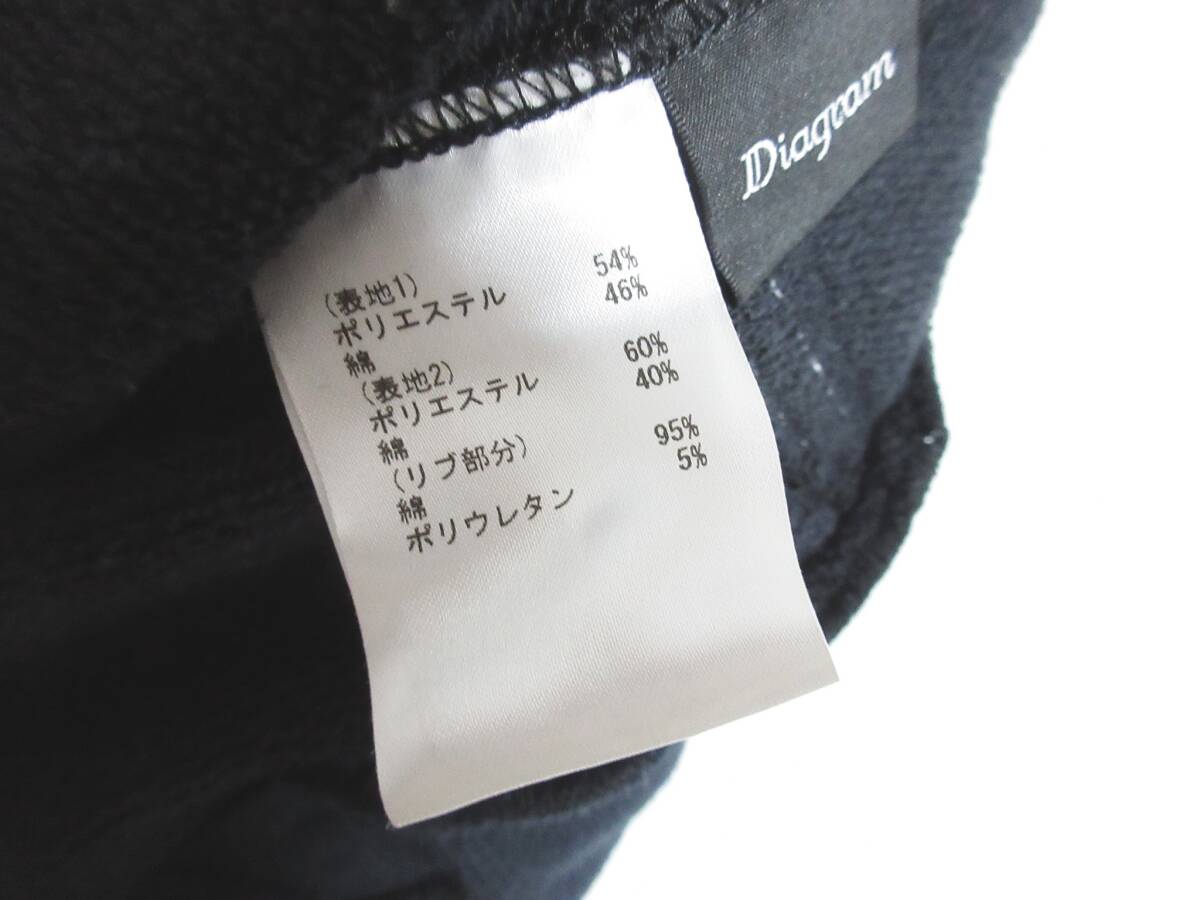 Diagram
(表地1)
ポリエステル 54%
綿 46%
(表地2)
ポリエステル 60%
綿 40%
(リブ部分)
綿 95%
ポリウレタン 5%